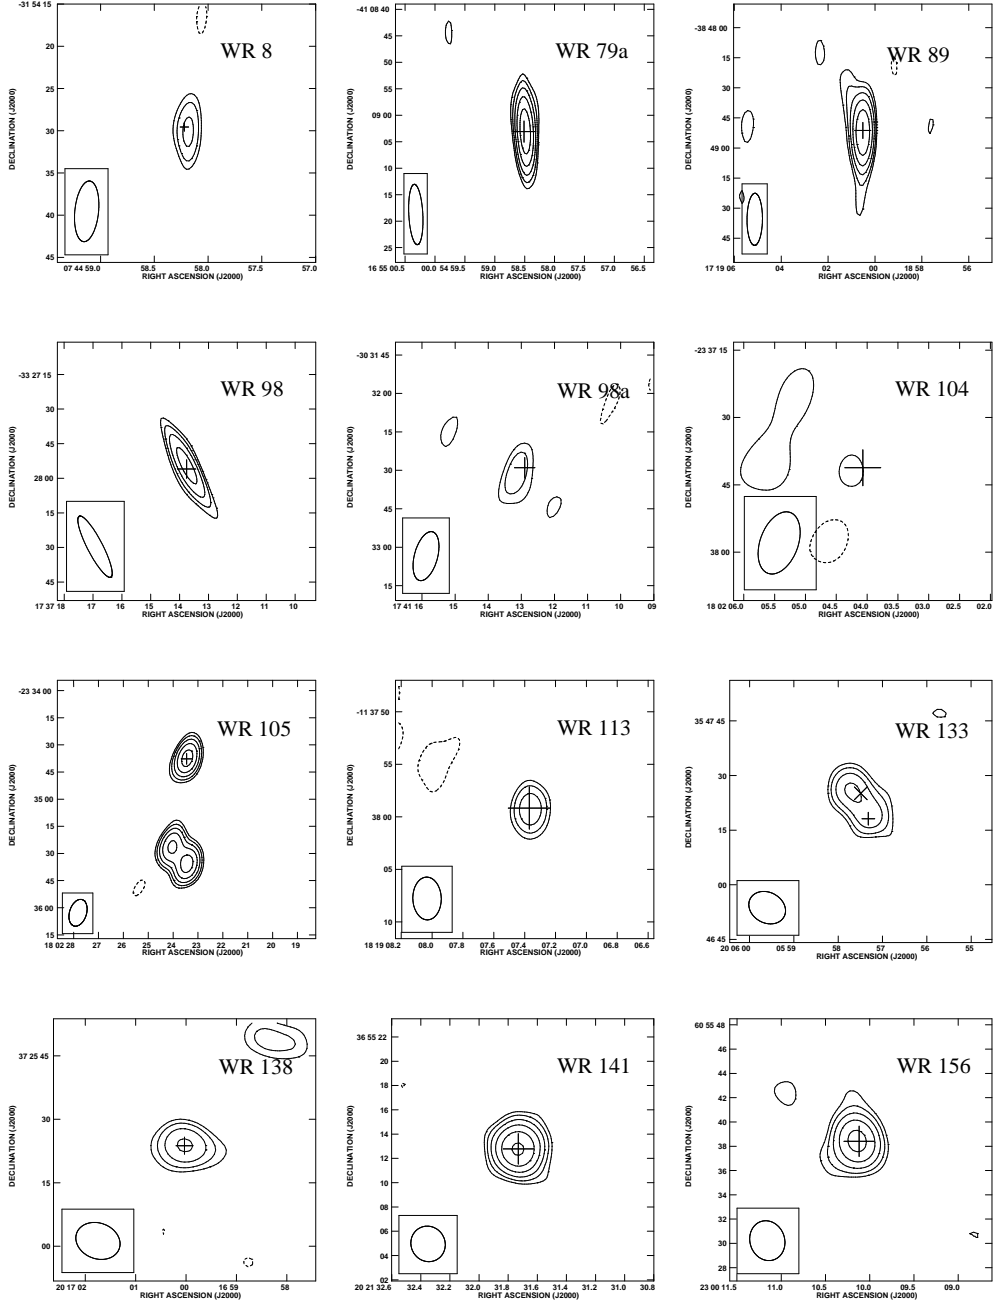 -31 54 15
20
25
30
35
40
45
07 44 59.0
58.5
58.0
57.5
57.0
RIGHT ASCENSION (J2000)
DECLINATION (J2000)
WR 8
-41 08 40
45
50
55
09 00
05
10
15
20
25
16 55 00.5
00.0
54 59.5
59.0
58.5
58.0
57.5
57.0
56.5
RIGHT ASCENSION (J2000)
DECLINATION (J2000)
WR 79a
-38 48 00
15
30
45
49 00
15
30
45
17 19 06
04
02
00
18 58
56
RIGHT ASCENSION (J2000)
DECLINATION (J2000)
WR 89
-33 27 15
30
45
28 00
15
30
45
17 37 18
17
16
15
14
13
12
11
10
RIGHT ASCENSION (J2000)
DECLINATION (J2000)
WR 98
-30 31 45
32 00
15
30
45
33 00
15
17 41 16
15
14
13
12
11
10
09
RIGHT ASCENSION (J2000)
DECLINATION (J2000)
WR 98a
-23 37 15
30
45
38 00
18 02 06.0
05.5
05.0
04.5
04.0
03.5
03.0
02.5
02.0
RIGHT ASCENSION (J2000)
DECLINATION (J2000)
WR 104
-23 34 00
15
30
45
35 00
15
30
45
36 00
15
18 02 28
27
26
25
24
23
22
21
20
19
RIGHT ASCENSION (J2000)
DECLINATION (J2000)
WR 105
-11 37 50
55
38 00
05
10
18 19 08.2
08.0
07.8
07.6
07.4
07.2
07.0
06.8
06.6
RIGHT ASCENSION (J2000)
DECLINATION (J2000)
WR 113
35 47 45
30
15
00
46 45
20 06 00
05 59
58
57
56
55
RIGHT ASCENSION (J2000)
DECLINATION (J2000)
WR 133
37 25 45
30
15
00
20 17 02
01
00
16 59
58
RIGHT ASCENSION (J2000)
DECLINATION (J2000)
WR 138
36 55 22
20
18
16
14
12
10
08
06
04
02
20 21 32.6
32.4
32.2
32.0
31.8
31.6
31.4
31.2
31.0
30.8
RIGHT ASCENSION (J2000)
DECLINATION (J2000)
WR 141
60 55 48
46
44
42
40
38
36
34
32
30
28
23 00 11.5
11.0
10.5
10.0
09.5
09.0
RIGHT ASCENSION (J2000)
DECLINATION (J2000)
WR 156